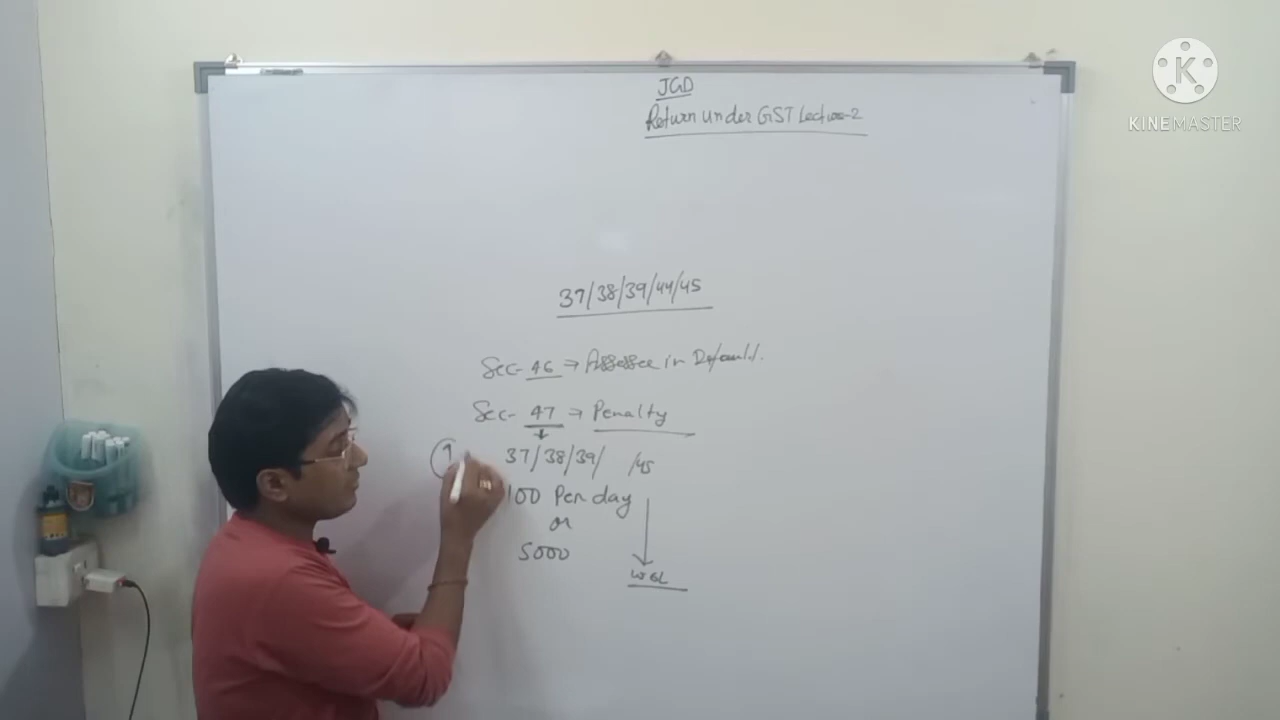 JGD
Return under GST Lecture-2
K
KINEMASTER
37/38/39/44/45
Sec-46 → Assessee in Default.
Sec-47 → Penalty
1
37/38/39/ /45
100 Per day
or
5000
WEL